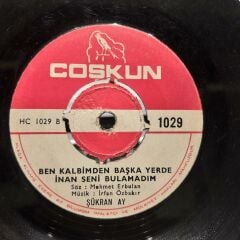 COSKUN
HC 1029 B
1029
BEN KALBİMDEN BAŞKA YERDE
İNAN SENİ BULAMADIM
Söz : Mehmet Erbulan
Müzik : İrfan Özbakır
ŞÜKRAN AY